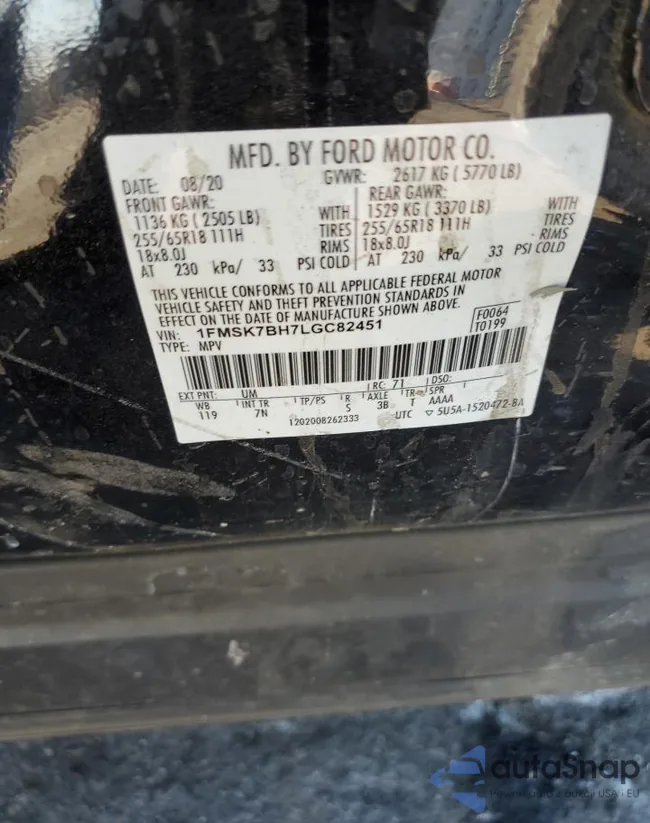 MFD. BY FORD MOTOR CO.
DATE: 08/20 GVWR: 2617 KG ( 5770 LB)
FRONT GAWR: REAR GAWR:
1136 KG ( 2505 LB) WITH 1529 KG ( 3370 LB) WITH
255/65R18 111H TIRES 255/65R18 111H TIRES
18x8.0J RIMS 18x8.0J RIMS
AT 230 kPa/ 33 PSI COLD AT 230 kPa/ 33 PSI COLD
THIS VEHICLE CONFORMS TO ALL APPLICABLE FEDERAL MOTOR
VEHICLE SAFETY AND THEFT PREVENTION STANDARDS IN
EFFECT ON THE DATE OF MANUFACTURE SHOWN ABOVE.
VIN: 1FMSK7BH7LGC82451 F0064
TYPE: MPV T0199
EXT PNT: UM RC: 71 DSO:
WB INT TR TP/PS R AXLE TR SPR
119 7N S 3B T AAAA
1202008262333 UTC ▽ 5U5A-1520472-BA
autoSnap